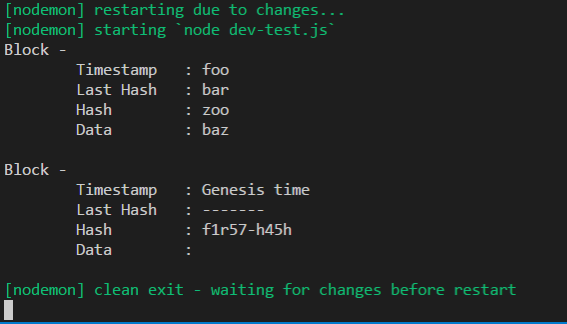 [nodemon] restarting due to changes...
[nodemon] starting `node dev-test.js`
Block -
Timestamp : foo
Last Hash : bar
Hash : zoo
Data : baz
Block -
Timestamp : Genesis time
Last Hash : -------
Hash : f1r57-h45h
Data :
[nodemon] clean exit - waiting for changes before restart